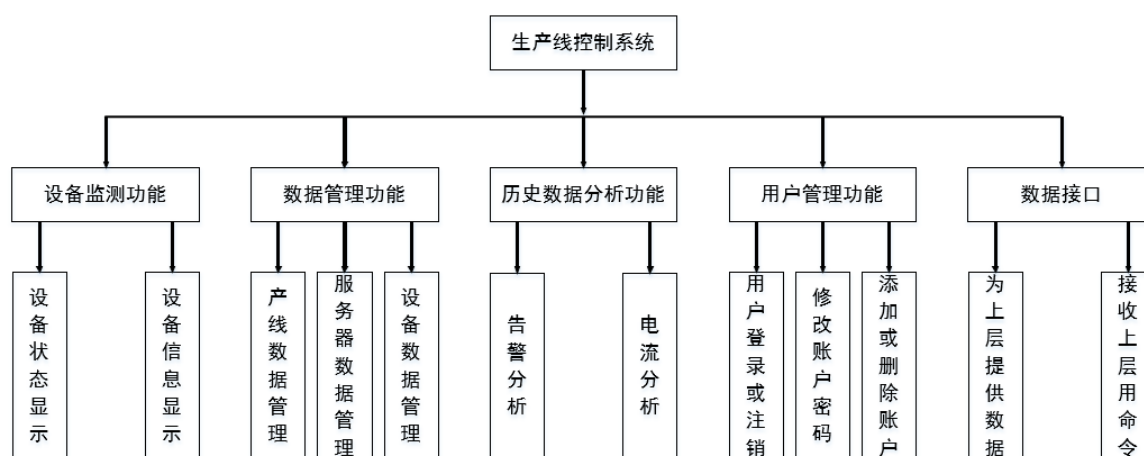 生产线控制系统
设备监测功能
数据管理功能
历史数据分析功能
用户管理功能
数据接口
设备状态显示
设备信息显示
产线数据管理
服务器数据管理
设备数据管理
告警分析
电流分析
用户登录或注销
修改账户密码
添加或删除账户
为上层提供数据
接收上层用命令